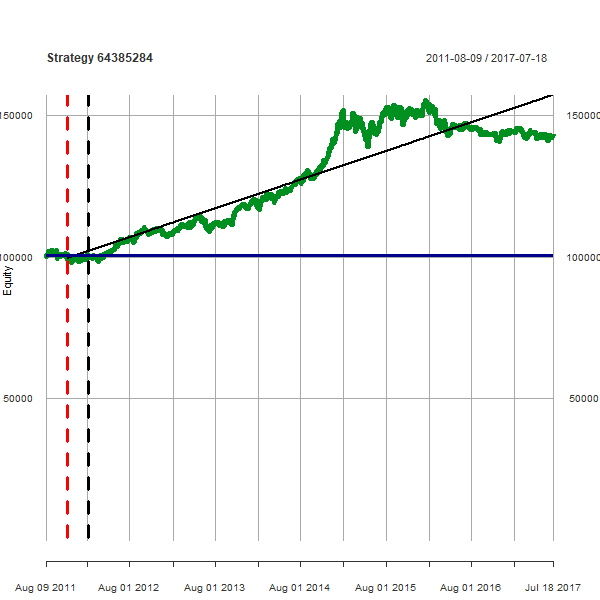 Strategy 64385284
2011-08-09 / 2017-07-18
150000
150000
100000
100000
Equity
50000
50000
Aug 09 2011
Aug 01 2012
Aug 01 2013
Aug 01 2014
Aug 01 2015
Aug 01 2016
Jul 18 2017